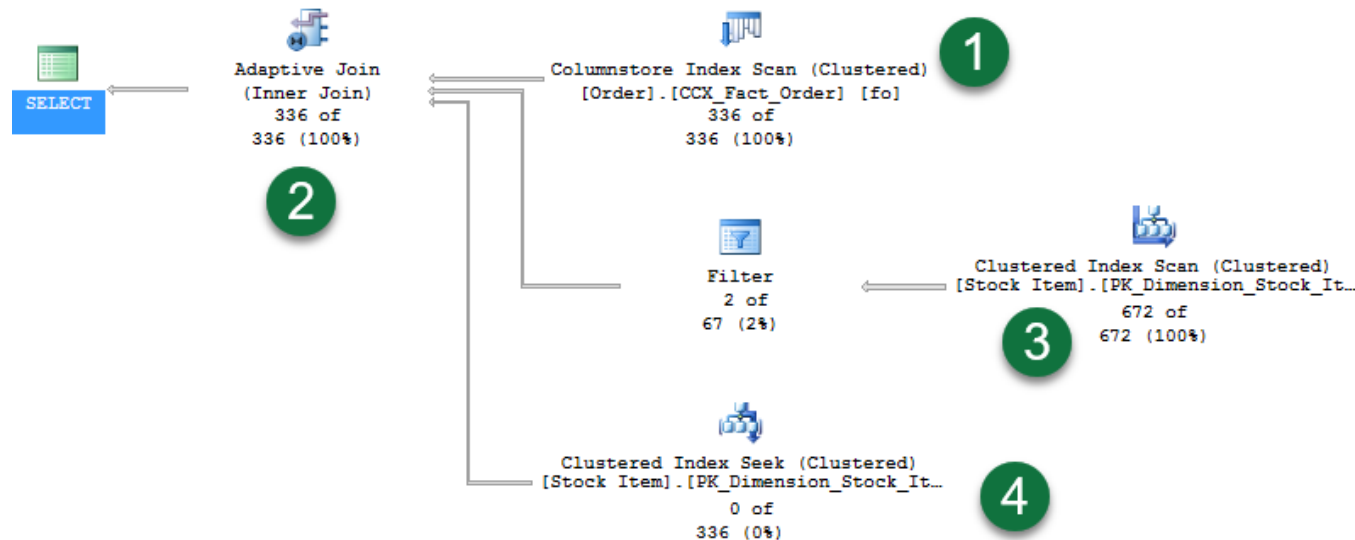 SELECT
Adaptive Join
(Inner Join)
336 of
336 (100%)
2
Columnstore Index Scan (Clustered)
[Order].[CCX_Fact_Order] [fo]
336 of
336 (100%)
1
Filter
2 of
67 (2%)
Clustered Index Scan (Clustered)
[Stock Item].[PK_Dimension_Stock_It…
672 of
672 (100%)
3
Clustered Index Seek (Clustered)
[Stock Item].[PK_Dimension_Stock_It…
0 of
336 (0%)
4